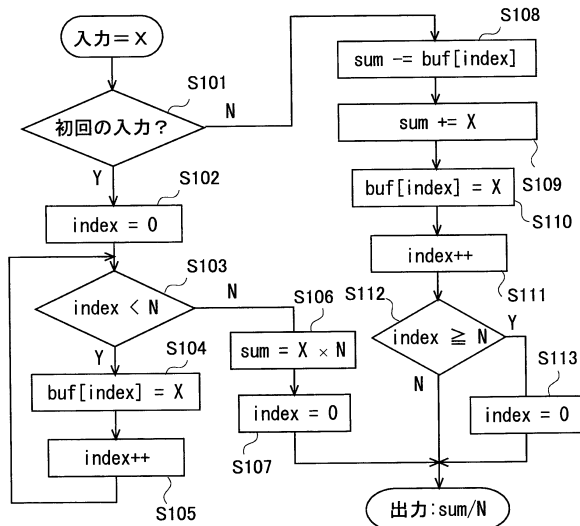 入力＝X
S101
初回の入力？
N
Y
S102
index = 0
S103
index < N
N
Y
S104
buf[index] = X
index++
S105
S106
sum = X × N
index = 0
S107
S108
sum -= buf[index]
sum += X
S109
buf[index] = X
S110
index++
S111
S112
index ≧ N
Y
N
S113
index = 0
出力:sum/N